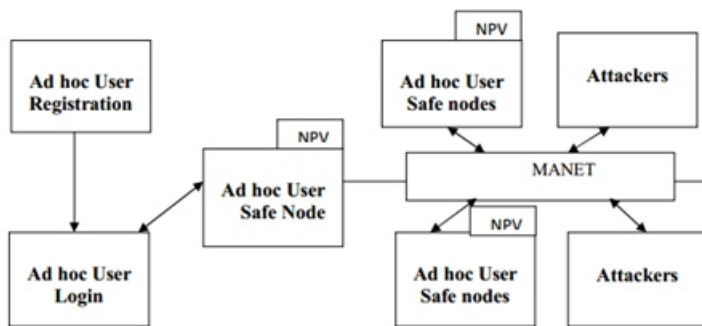 Ad hoc User
Registration
Ad hoc User
Login
NPV
Ad hoc User
Safe Node
NPV
Ad hoc User
Safe nodes
Attackers
MANET
NPV
Ad hoc User
Safe nodes
Attackers